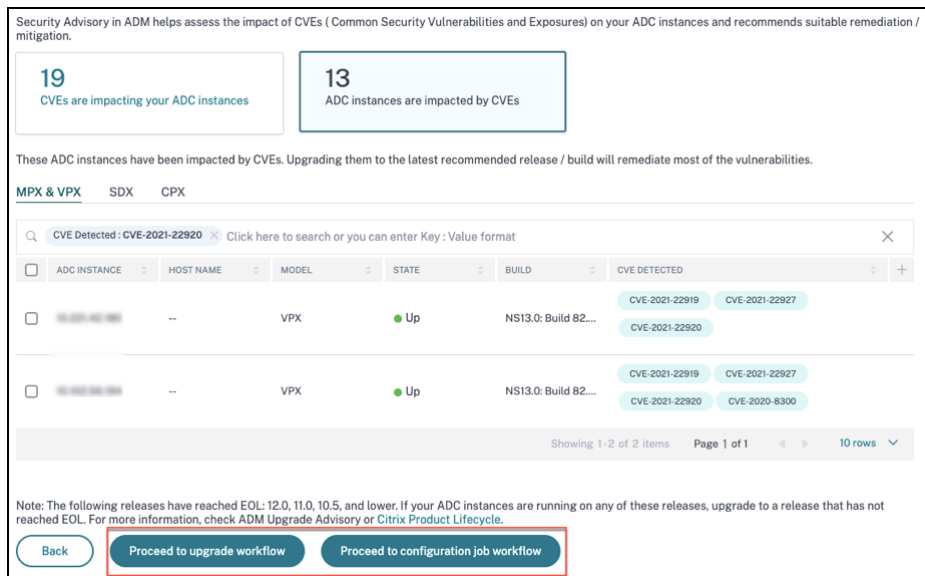 Security Advisory in ADM helps assess the impact of CVEs ( Common Security Vulnerabilities and Exposures) on your ADC instances and recommends suitable remediation /
mitigation.
19
CVEs are impacting your ADC instances
13
ADC instances are impacted by CVEs
These ADC instances have been impacted by CVEs. Upgrading them to the latest recommended release / build will remediate most of the vulnerabilities.
MPX & VPX SDX CPX
CVE Detected : CVE-2021-22920 Click here to search or you can enter Key : Value format
ADC INSTANCE HOST NAME MODEL STATE BUILD CVE DETECTED
CVE-2021-22919 CVE-2021-22927
-- VPX Up NS13.0: Build 82....
CVE-2021-22920
CVE-2021-22919 CVE-2021-22927
-- VPX Up NS13.0: Build 82....
CVE-2021-22920 CVE-2020-8300
Showing 1-2 of 2 items Page 1 of 1 10 rows
Note: The following releases have reached EOL: 12.0, 11.0, 10.5, and lower. If your ADC instances are running on any of these releases, upgrade to a release that has not
reached EOL. For more information, check ADM Upgrade Advisory or Citrix Product Lifecycle.
Back Proceed to upgrade workflow Proceed to configuration job workflow